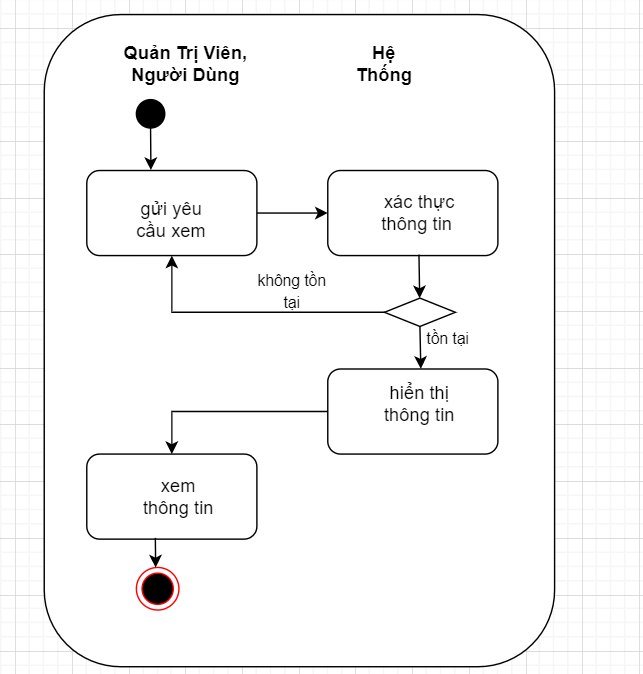 Quản Trị Viên,
Người Dùng
Hệ
Thống
gửi yêu
cầu xem
xác thực
thông tin
không tồn
tại
tồn tại
hiển thị
thông tin
xem
thông tin